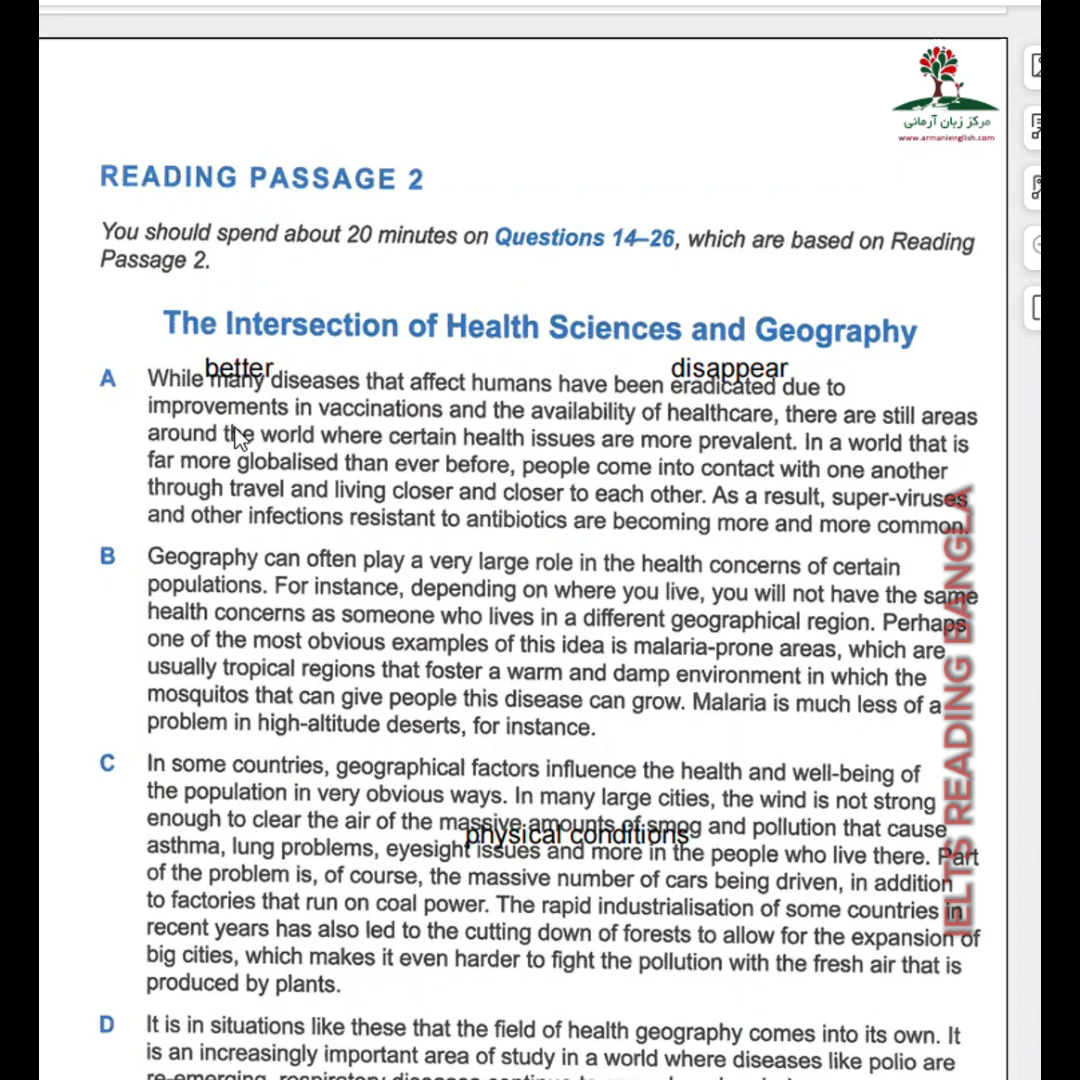 مرکز زبان آرمانی
www.armanienglish.com
READING PASSAGE 2
You should spend about 20 minutes on Questions 14–26, which are based on Reading
Passage 2.
The Intersection of Health Sciences and Geography
better
disappear
A While many diseases that affect humans have been eradicated due to
improvements in vaccinations and the availability of healthcare, there are still areas
around the world where certain health issues are more prevalent. In a world that is
far more globalised than ever before, people come into contact with one another
through travel and living closer and closer to each other. As a result, super-viruses
and other infections resistant to antibiotics are becoming more and more common.
B Geography can often play a very large role in the health concerns of certain
populations. For instance, depending on where you live, you will not have the same
health concerns as someone who lives in a different geographical region. Perhaps
one of the most obvious examples of this idea is malaria-prone areas, which are
usually tropical regions that foster a warm and damp environment in which the
mosquitos that can give people this disease can grow. Malaria is much less of a
problem in high-altitude deserts, for instance.
C In some countries, geographical factors influence the health and well-being of
the population in very obvious ways. In many large cities, the wind is not strong
enough to clear the air of the massive amounts of smog and pollution that cause
physical conditions
asthma, lung problems, eyesight issues and more in the people who live there. Part
of the problem is, of course, the massive number of cars being driven, in addition
to factories that run on coal power. The rapid industrialisation of some countries in
recent years has also led to the cutting down of forests to allow for the expansion of
big cities, which makes it even harder to fight the pollution with the fresh air that is
produced by plants.
D It is in situations like these that the field of health geography comes into its own. It
is an increasingly important area of study in a world where diseases like polio are
re-emerging, respiratory diseases continue to
IELTS READING BANGLA